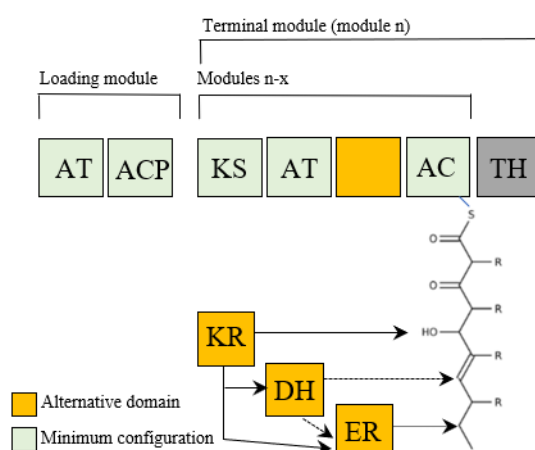 Terminal module (module n)
Loading module
Modules n-x
AT
ACP
KS
AT
AC
TH
S
O
R
O
R
HO
R
R
KR
DH
ER
Alternative domain
Minimum configuration